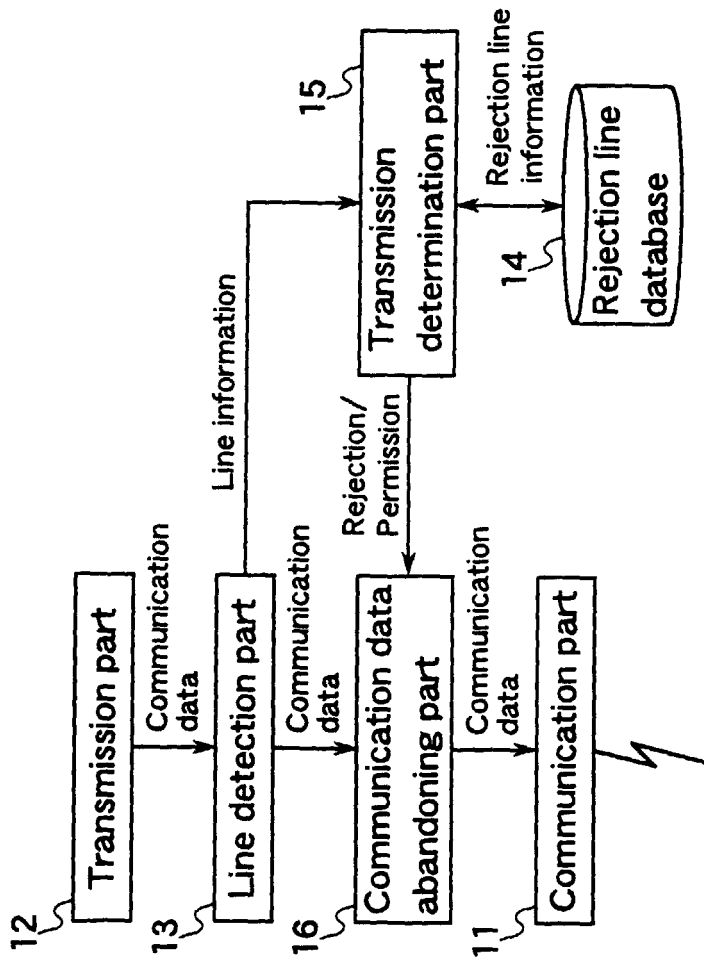 12
Transmission part
Communication
data
13
Line detection part
Line information
Communication
data
16
Communication data
abandoning part
Rejection/
Permission
15
Transmission
determination part
Rejection line
information
14
Rejection line
database
Communication
data
11
Communication part